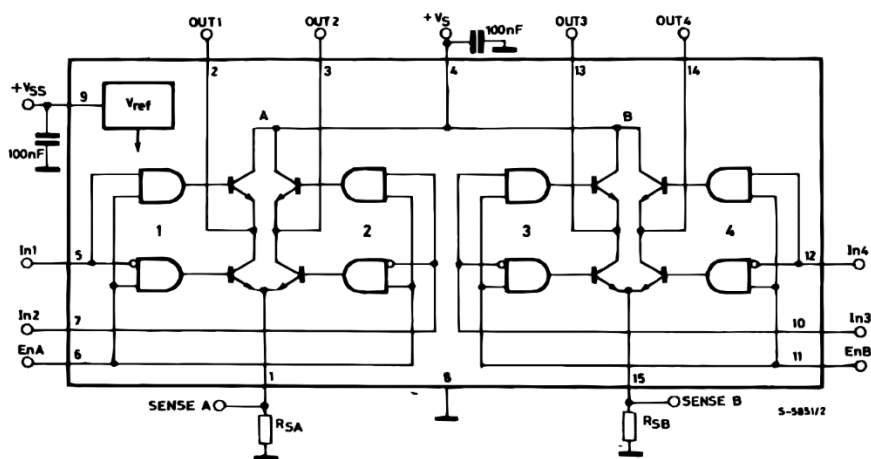 OUT1
OUT2
+VS
100nF
OUT3
OUT4
2
3
4
13
14
+VSS
9
Vref
A
B
100nF
1
2
3
4
In1
5
12
In4
In2
7
10
In3
EnA
6
11
EnB
1
8
15
SENSE A
SENSE B
RSA
RSB
S-5851/2